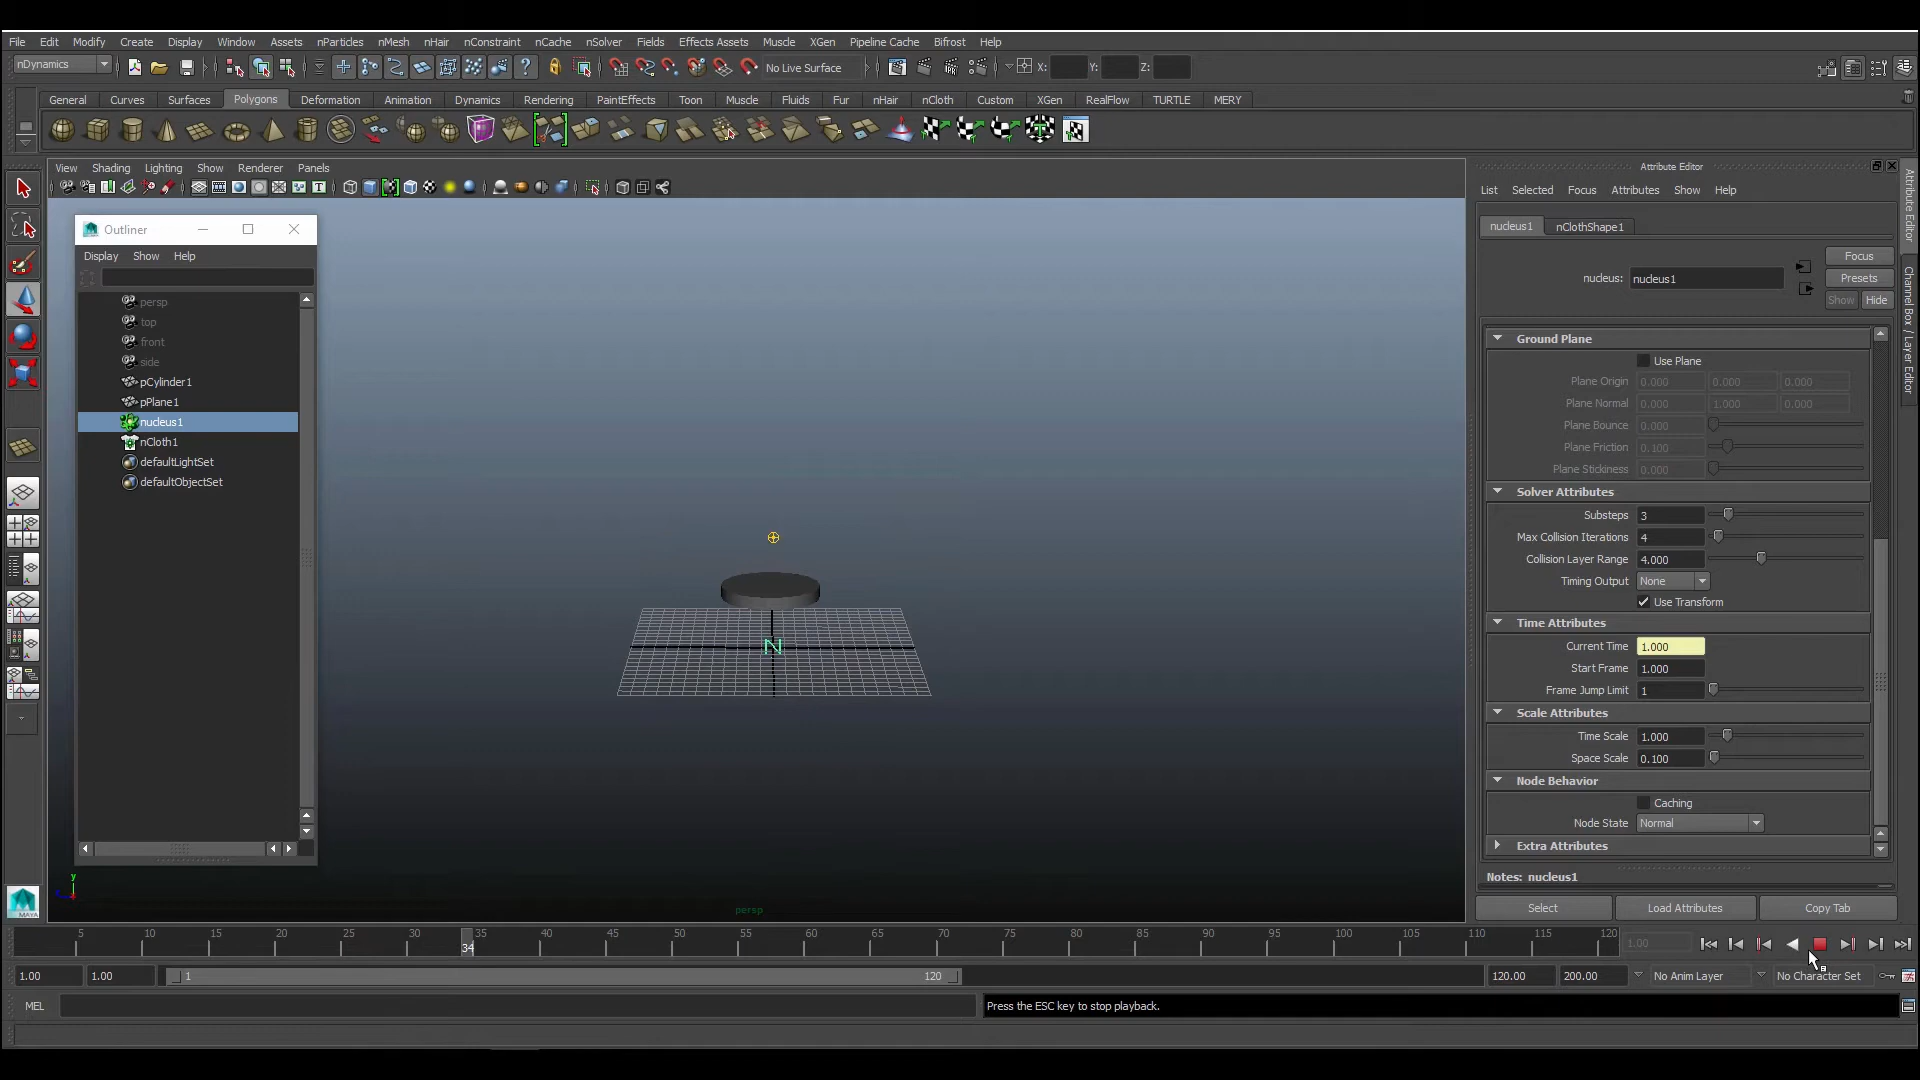 File Edit Modify Create Display Window Assets nParticles nMesh nHair nConstraint nCache nSolver Fields Effects Assets Muscle XGen Pipeline Cache Bifrost Help
nDynamics No Live Surface X: Y: Z:
General Curves Surfaces Polygons Deformation Animation Dynamics Rendering PaintEffects Toon Muscle Fluids Fur nHair nCloth Custom XGen RealFlow TURTLE MERY
View Shading Lighting Show Renderer Panels
Attribute Editor
List Selected Focus Attributes Show Help
Outliner
Display Show Help
persp
top
front
side
pCylinder1
pPlane1
nucleus1
nCloth1
defaultLightSet
defaultObjectSet
N
y
persp
nucleus1 nClothShape1
nucleus: nucleus1
Focus
Presets
Show Hide
Ground Plane
Use Plane
Plane Origin 0.000 0.000 0.000
Plane Normal 0.000 1.000 0.000
Plane Bounce 0.000
Plane Friction 0.100
Plane Stickiness 0.000
Solver Attributes
Substeps 3
Max Collision Iterations 4
Collision Layer Range 4.000
Timing Output None
Use Transform
Time Attributes
Current Time 1.000
Start Frame 1.000
Frame Jump Limit 1
Scale Attributes
Time Scale 1.000
Space Scale 0.100
Node Behavior
Caching
Node State Normal
Extra Attributes
Notes: nucleus1
Select Load Attributes Copy Tab
Attribute Editor
Channel Box / Layer Editor
MAYA
5 10 15 20 25 30 35 40 45 50 55 60 65 70 75 80 85 90 95 100 105 110 115 120
34
1.00
1.00 1.00 1 120 120.00 200.00 No Anim Layer No Character Set
MEL Press the ESC key to stop playback.